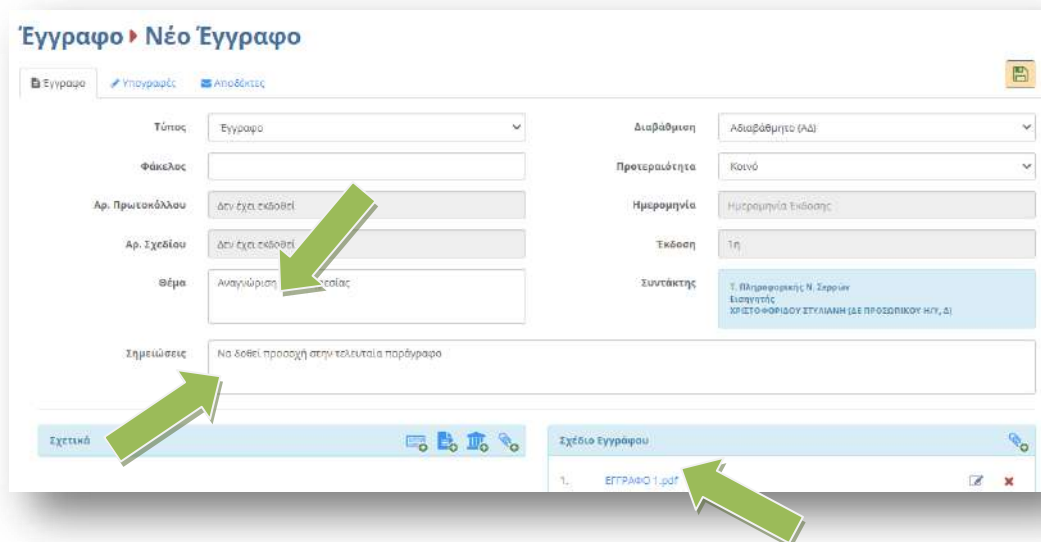 Έγγραφο Νέο Έγγραφο
Έγγραφο Υπογραφές Αποδέκτες
Τύπος Έγγραφο Διαβάθμιση Αδιαβάθμητο (ΑΔ)
Φάκελος Προτεραιότητα Κοινό
Αρ. Πρωτοκόλλου Δεν έχει εκδοθεί Ημερομηνία Ημερομηνία Έκδοσης
Αρ. Σχεδίου Δεν έχει εκδοθεί Έκδοση 1η
Θέμα Αναγνώριση Συντάκτης
Τ. Πληροφορικής Ν. Σερρών
Εισηγητής
ΧΡΙΣΤΟΦΟΡΙΔΟΥ ΣΤΥΛΙΑΝΗ (ΔΕ ΠΡΟΣΩΠΙΚΟΥ Η/Υ, Δ)
Σημειώσεις Να δοθεί προσοχή στην τελευταία παράγραφο
Σχετικά Σχέδιο Εγγράφου
1. ΕΓΓΡΑΦΟ 1.pdf